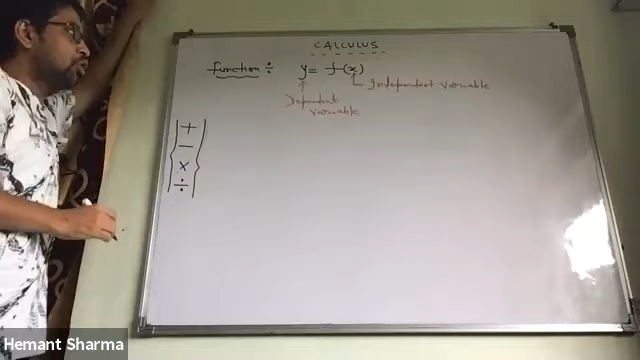 CALCULUS
function ÷ y = f(x)
Independent variable
Dependent
variable
+
−
×
÷
Hemant Sharma